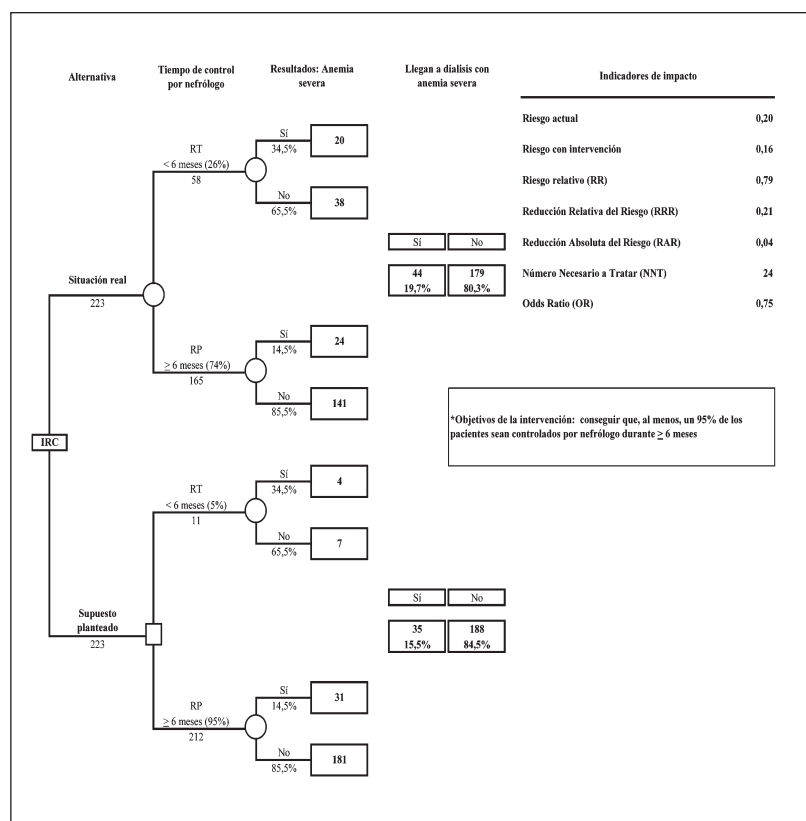 Alternativa
Tiempo de control
por nefrólogo
Resultados: Anemia
severa
Llegan a dialisis con
anemia severa
Indicadores de impacto
Riesgo actual 0,20
Riesgo con intervención 0,16
Riesgo relativo (RR) 0,79
Reducción Relativa del Riesgo (RRR) 0,21
Reducción Absoluta del Riesgo (RAR) 0,04
Número Necesario a Tratar (NNT) 24
Odds Ratio (OR) 0,75
*Objetivos de la intervención: conseguir que, al menos, un 95% de los
pacientes sean controlados por nefrólogo durante ≥ 6 meses
IRC
Situación real
223
RT
< 6 meses (26%)
58
Sí
34,5%
20
No
65,5%
38
RP
≥ 6 meses (74%)
165
Sí
14,5%
24
No
85,5%
141
Sí No
44 179
19,7% 80,3%
Supuesto
planteado
223
RT
< 6 meses (5%)
11
Sí
34,5%
4
No
65,5%
7
RP
≥ 6 meses (95%)
212
Sí
14,5%
31
No
85,5%
181
Sí No
35 188
15,5% 84,5%